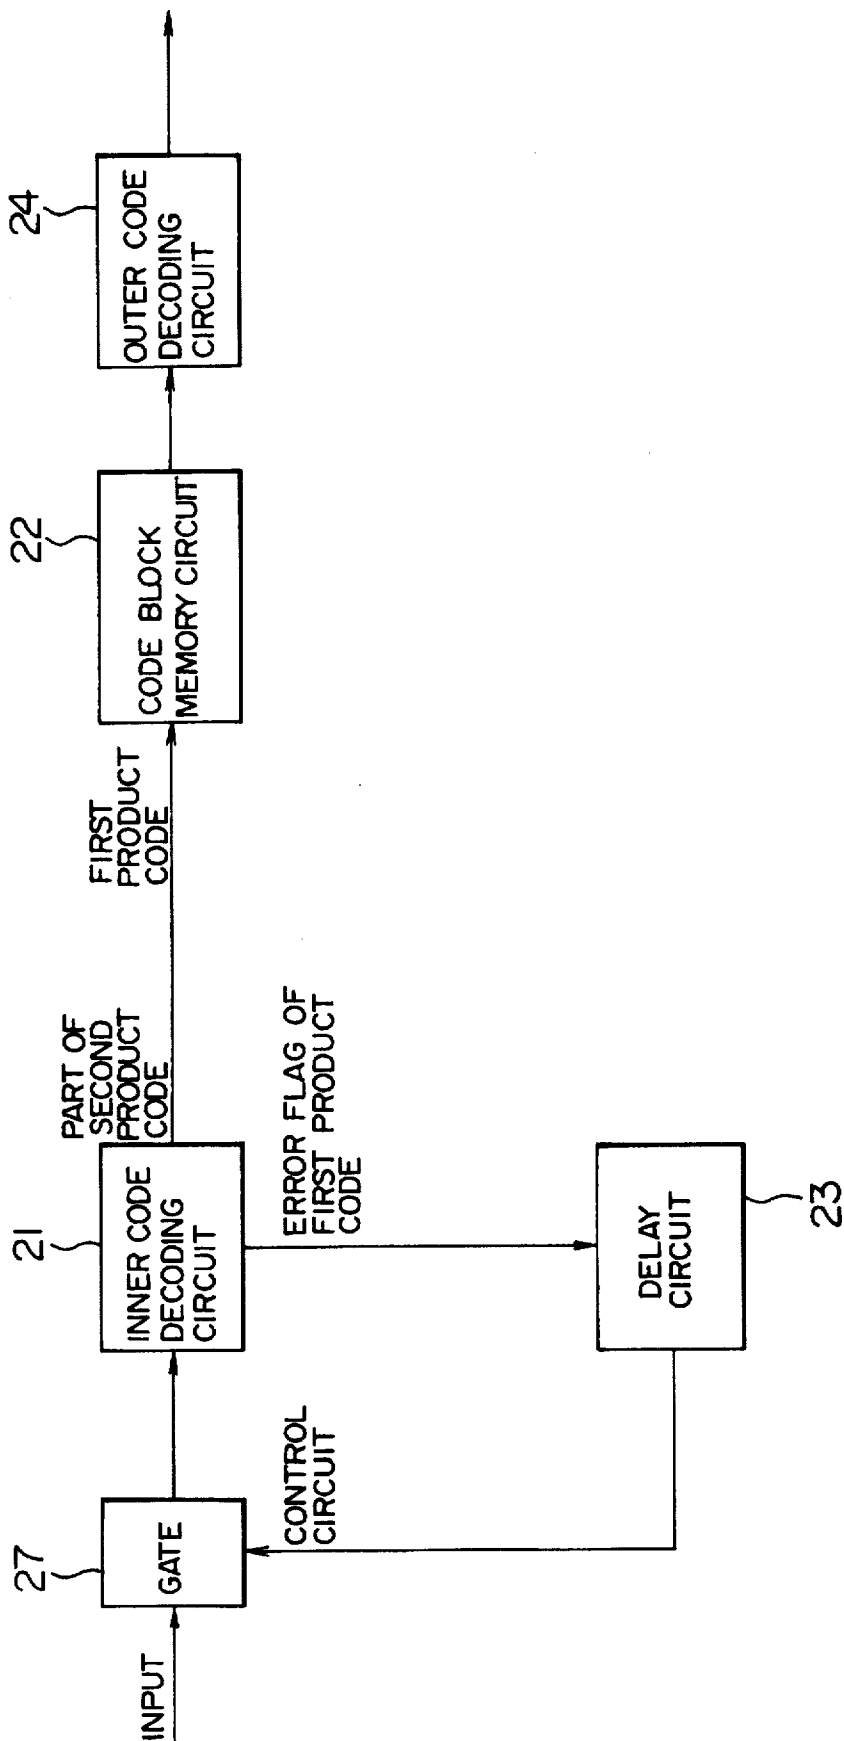 INPUT
27
GATE
CONTROL
CIRCUIT
21
INNER CODE
DECODING
CIRCUIT
PART OF
SECOND
PRODUCT
CODE
ERROR FLAG OF
FIRST PRODUCT
CODE
DELAY
CIRCUIT
23
FIRST
PRODUCT
CODE
22
CODE BLOCK
MEMORY CIRCUIT
24
OUTER CODE
DECODING
CIRCUIT